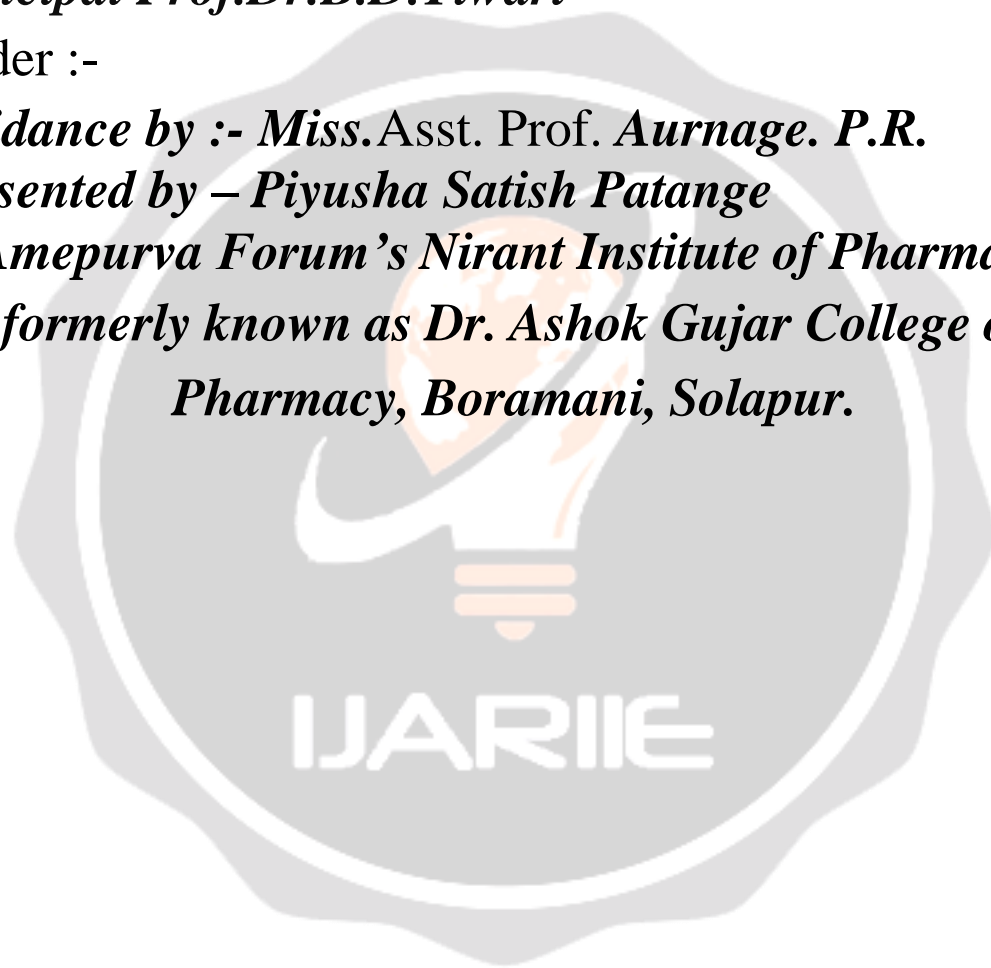 der :-
idance by :- Miss.Asst. Prof. Aurnage. P.R.
sented by – Piyusha Satish Patange
Amepurva Forum’s Nirant Institute of Pharma
formerly known as Dr. Ashok Gujar College o
Pharmacy, Boramani, Solapur.
IJARIIE